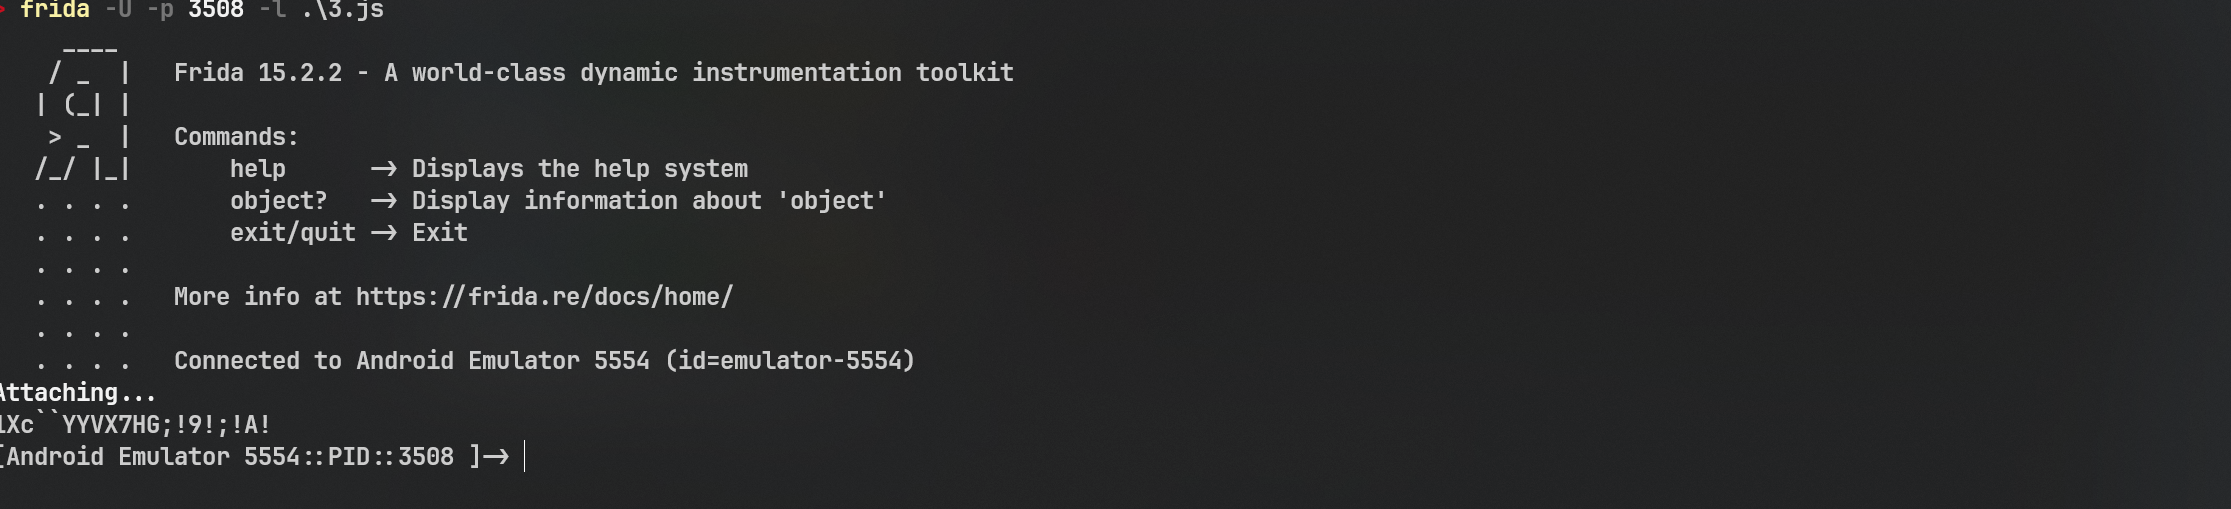 > frida -U -p 3508 -l .\3.js
     ____
    / _  |   Frida 15.2.2 - A world-class dynamic instrumentation toolkit
   | (_| |
    > _  |   Commands:
   /_/ |_|       help      -> Displays the help system
   . . . .       object?   -> Display information about 'object'
   . . . .       exit/quit -> Exit
   . . . .
   . . . .   More info at https://frida.re/docs/home/
   . . . .
   . . . .   Connected to Android Emulator 5554 (id=emulator-5554)
Attaching...
1Xc``YYVX7HG;!9!;!A!
[Android Emulator 5554::PID::3508 ]->